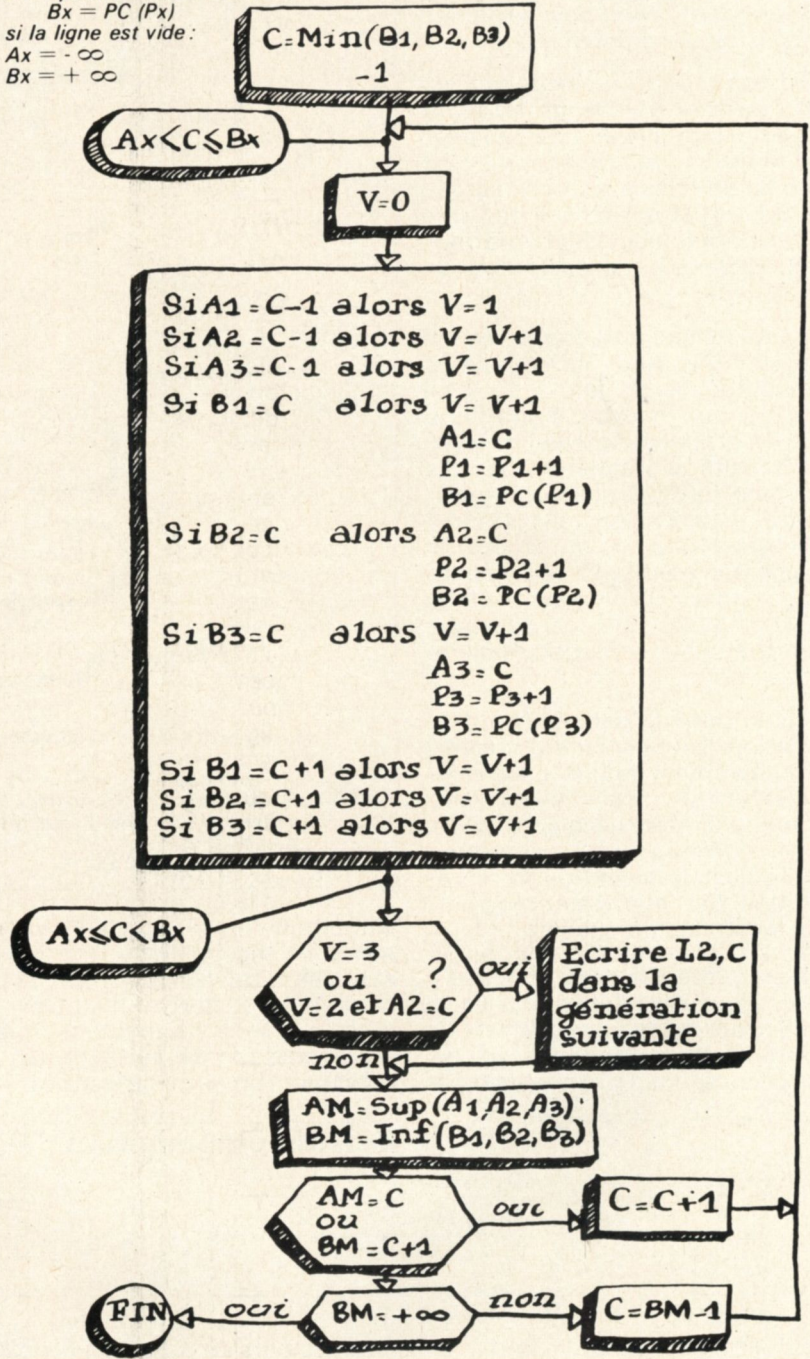 Bx = PC (Px)
si la ligne est vide :
Ax = - ∞
Bx = + ∞
C=Min(B1, B2, B3)
-1
Ax<C⩽Bx
V=0
Si A1=C-1 alors V=1
Si A2=C-1 alors V=V+1
Si A3=C-1 alors V=V+1
Si B1=C alors V=V+1
A1=C
P1=P1+1
B1=PC(P1)
Si B2=C alors A2=C
P2=P2+1
B2=PC(P2)
Si B3=C alors V=V+1
A3=C
P3=P3+1
B3=PC(P3)
Si B1=C+1 alors V=V+1
Si B2=C+1 alors V=V+1
Si B3=C+1 alors V=V+1
Ax⩽C<Bx
V=3
ou ?
V=2 et A2=C
oui
Ecrire L2,C
dans la
génération
suivante
non
AM=Sup(A1,A2,A3)
BM=Inf(B1,B2,B3)
AM=C
ou
BM=C+1
oui
C=C+1
FIN
oui
BM=+∞
non
C=BM-1